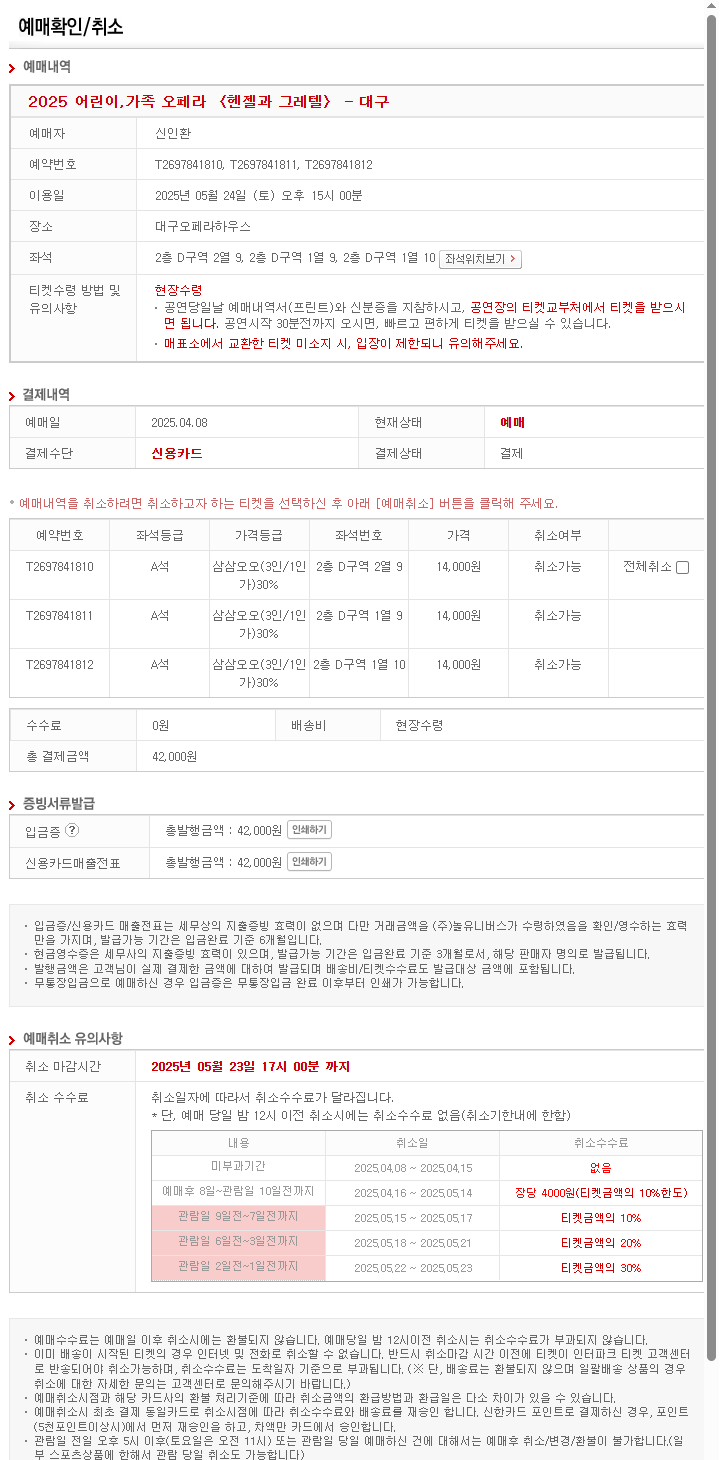 예매확인/취소
예매내역
2025 어린이,가족 오페라 〈헨젤과 그레텔〉 - 대구
예매자 신인환
예약번호 T2697841810, T2697841811, T2697841812
이용일 2025년 05월 24일 (토) 오후 15시 00분
장소 대구오페라하우스
좌석 2층 D구역 2열 9, 2층 D구역 1열 9, 2층 D구역 1열 10 좌석위치보기
티켓수령 방법 및 현장수령
유의사항 · 공연당일날 예매내역서(프린트)와 신분증을 지참하시고, 공연장의 티켓교부처에서 티켓을 받으시
면 됩니다. 공연시작 30분전까지 오시면, 빠르고 편하게 티켓을 받으실 수 있습니다.
· 매표소에서 교환한 티켓 미소지 시, 입장이 제한되니 유의해주세요.
결제내역
예매일 2025.04.08 현재상태 예매
결제수단 신용카드 결제상태 결제
* 예매내역을 취소하려면 취소하고자 하는 티켓을 선택하신 후 아래 [예매취소] 버튼을 클릭해 주세요.
예약번호 좌석등급 가격등급 좌석번호 가격 취소여부
T2697841810 A석 삼삼오오(3인/1인 2층 D구역 2열 9 14,000원 취소가능 전체취소
가)30%
T2697841811 A석 삼삼오오(3인/1인 2층 D구역 1열 9 14,000원 취소가능
가)30%
T2697841812 A석 삼삼오오(3인/1인 2층 D구역 1열 10 14,000원 취소가능
가)30%
수수료 0원 배송비 현장수령
총 결제금액 42,000원
증빙서류발급
입금증 ? 총발행금액 : 42,000원 인쇄하기
신용카드매출전표 총발행금액 : 42,000원 인쇄하기
· 입금증/신용카드 매출전표는 세무상의 지출증빙 효력이 없으며 다만 거래금액을 (주)놀유니버스가 수령하였음을 확인/영수하는 효력
만을 가지며, 발급가능 기간은 입금완료 기준 6개월입니다.
· 현금영수증은 세무사의 지출증빙 효력이 있으며, 발급가능 기간은 입금완료 기준 3개월로서, 해당 판매자 명의로 발급됩니다.
· 발행금액은 고객님이 실제 결제한 금액에 대하여 발급되며 배송비/티켓수수료도 발급대상 금액에 포함됩니다.
· 무통장입금으로 예매하신 경우 입금증은 무통장입금 완료 이후부터 인쇄가 가능합니다.
예매취소 유의사항
취소 마감시간 2025년 05월 23일 17시 00분 까지
취소 수수료 취소일자에 따라서 취소수수료가 달라집니다.
* 단, 예매 당일 밤 12시 이전 취소시에는 취소수수료 없음(취소기한내에 한함)
내용 취소일 취소수수료
미부과기간 2025.04.08 ~ 2025.04.15 없음
예매후 8일~관람일 10일전까지 2025.04.16 ~ 2025.05.14 장당 4000원(티켓금액의 10%한도)
관람일 9일전~7일전까지 2025.05.15 ~ 2025.05.17 티켓금액의 10%
관람일 6일전~3일전까지 2025.05.18 ~ 2025.05.21 티켓금액의 20%
관람일 2일전~1일전까지 2025.05.22 ~ 2025.05.23 티켓금액의 30%
· 예매수수료는 예매일 이후 취소시에는 환불되지 않습니다. 예매당일 밤 12시이전 취소시는 취소수수료가 부과되지 않습니다.
· 이미 배송이 시작된 티켓의 경우 인터넷 및 전화로 취소할 수 없습니다. 반드시 취소마감 시간 이전에 티켓이 인터파크 티켓 고객센터
로 반송되어야 취소가능하며, 취소수수료는 도착일자 기준으로 부과됩니다. (※ 단, 배송료는 환불되지 않으며 일괄배송 상품의 경우
취소에 대한 자세한 문의는 고객센터로 문의해주시기 바랍니다.)
· 예매취소시점과 해당 카드사의 환불 처리기준에 따라 취소금액의 환급방법과 환급일은 다소 차이가 있을 수 있습니다.
· 예매취소시 최초 결제 동일카드로 취소시점에 따라 취소수수료와 배송료를 재승인 합니다. 신한카드 포인트로 결제하신 경우, 포인트
(5천포인트이상시)에서 먼저 재승인을 하고, 차액만 카드에서 승인합니다.
· 관람일 전일 오후 5시 이후(토요일은 오전 11시) 또는 관람일 당일 예매하신 건에 대해서는 예매후 취소/변경/환불이 불가합니다.(일
부 스포츠상품에 한해서 관람 당일 취소도 가능합니다)